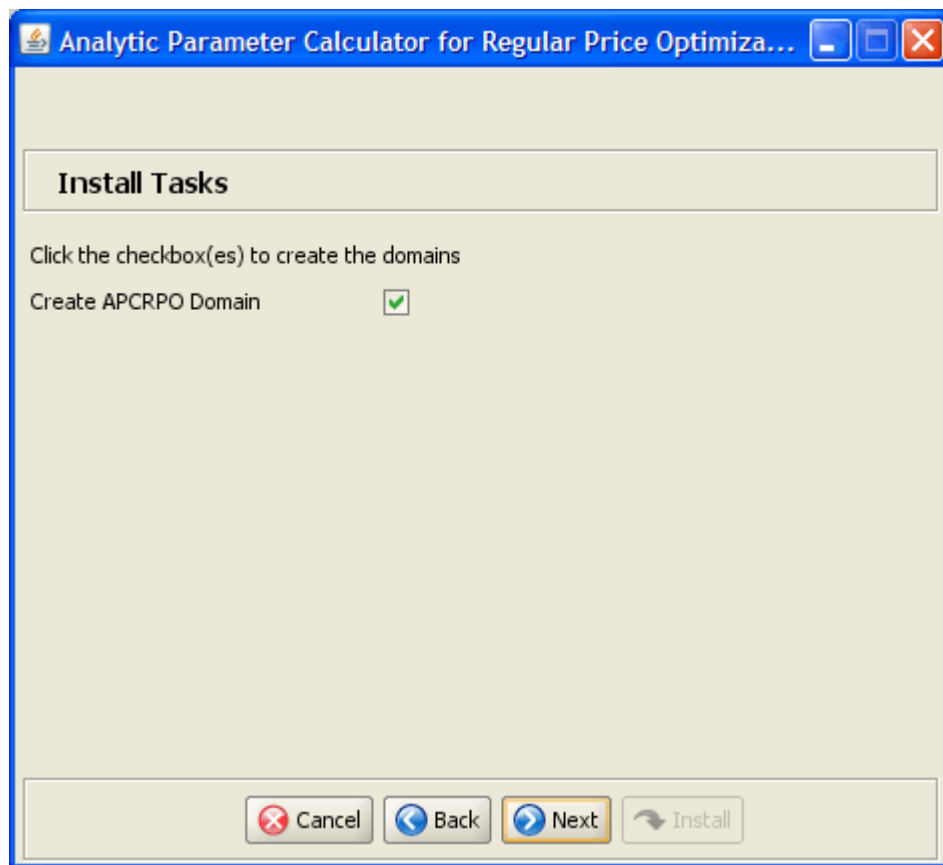 Analytic Parameter Calculator for Regular Price Optimiza...
Install Tasks
Click the checkbox(es) to create the domains
Create APCRPO Domain
Cancel Back Next Install